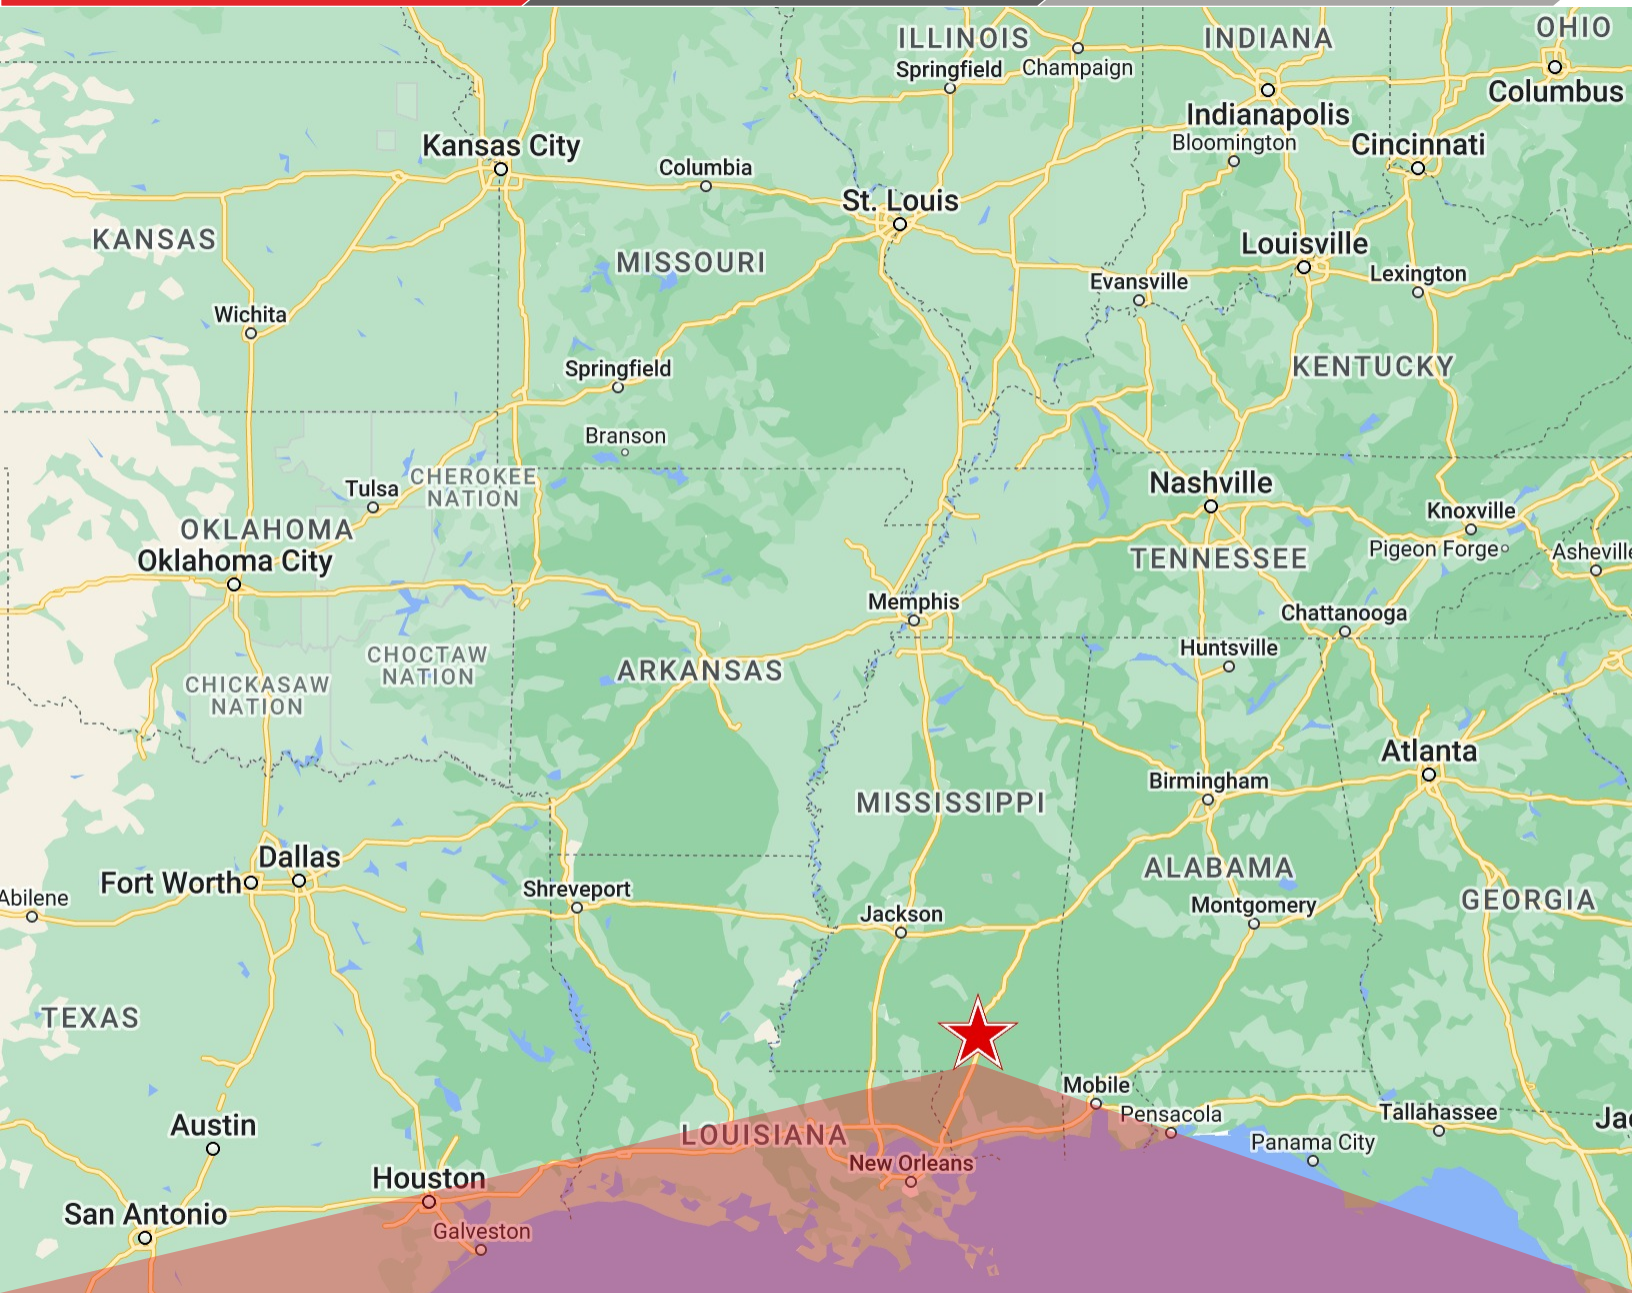 ILLINOIS
INDIANA
OHIO
Springfield
Champaign
Columbus
Indianapolis
Kansas City
Bloomington
Cincinnati
Columbia
St. Louis
KANSAS
MISSOURI
Louisville
Evansville
Lexington
Wichita
Springfield
KENTUCKY
Branson
CHEROKEE
NATION
Tulsa
Nashville
OKLAHOMA
Knoxville
Oklahoma City
TENNESSEE
Pigeon Forge
Asheville
Memphis
Chattanooga
CHOCTAW
NATION
ARKANSAS
Huntsville
CHICKASAW
NATION
Atlanta
Birmingham
MISSISSIPPI
Dallas
Fort Worth
ALABAMA
Abilene
Shreveport
Jackson
Montgomery
GEORGIA
TEXAS
Mobile
Pensacola
Tallahassee
Jac
Austin
LOUISIANA
Panama City
New Orleans
Houston
San Antonio
Galveston